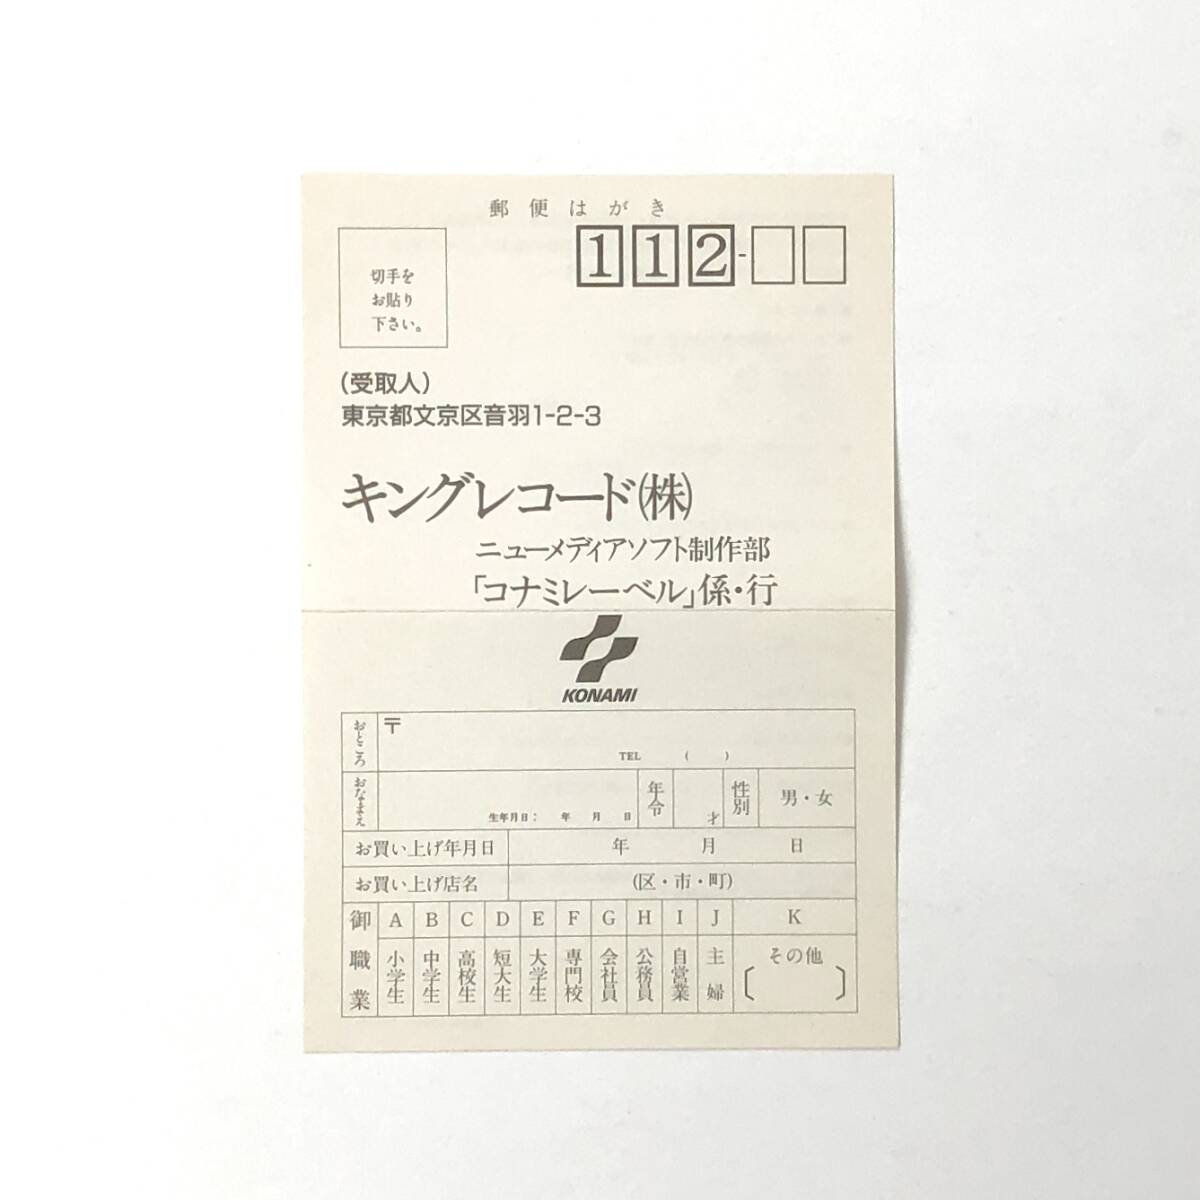 郵便はがき
112-
切手を
お貼り
下さい。
(受取人)
東京都文京区音羽1-2-3
キングレコード(株)
ニューメディアソフト制作部
「コナミレーベル」係・行
KONAMI
おところ 〒
TEL ( )
おなまえ 生年月日: 年 月 日 年令 才 性別 男・女
お買い上げ年月日 年 月 日
お買い上げ店名 (区・市・町)
御職業 A B C D E F G H I J K
小学生 中学生 高校生 短大生 大学生 専門校 会社員 公務員 自営業 主婦 その他 [ ]